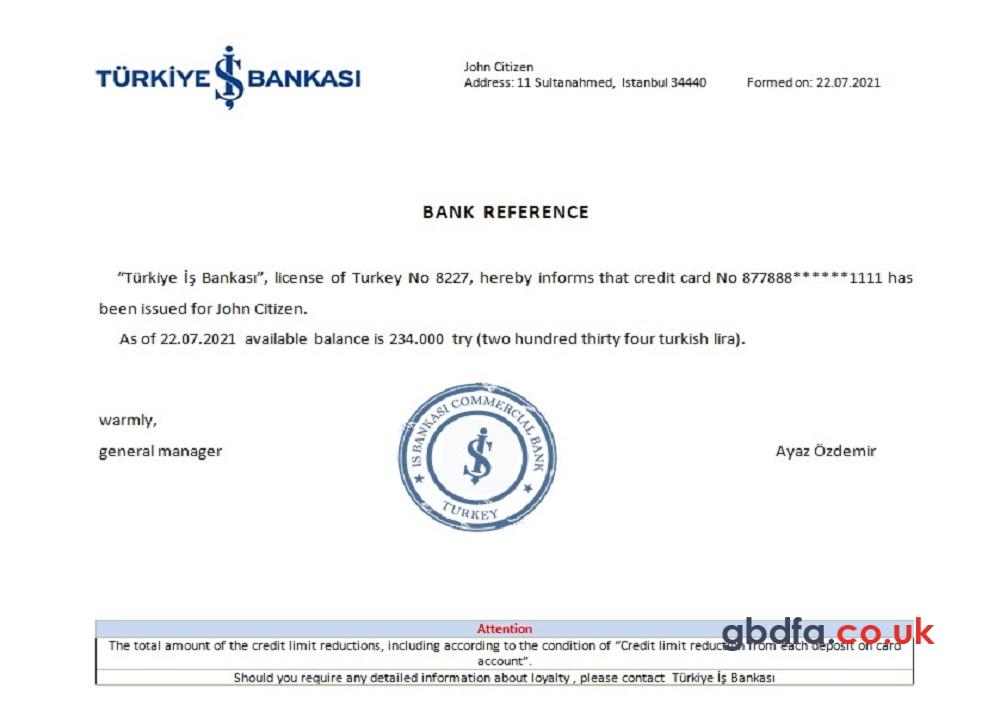 TÜRKİYE İŞ BANKASI
John Citizen
Address: 11 Sultanahmed, Istanbul 34440
Formed on: 22.07.2021
BANK REFERENCE
“Türkiye İş Bankası”, license of Turkey No 8227, hereby informs that credit card No 877888******1111 has
been issued for John Citizen.
As of 22.07.2021 available balance is 234.000 try (two hundred thirty four turkish lira).
warmly,
general manager
IS BANKASI COMMERCIAL BANK
İŞ
TURKEY
Ayaz Özdemir
Attention
gbdfa.co.uk
The total amount of the credit limit reductions, including according to the condition of “Credit limit reduction from each deposit on card
account”.
Should you require any detailed information about loyalty , please contact Türkiye İş Bankası